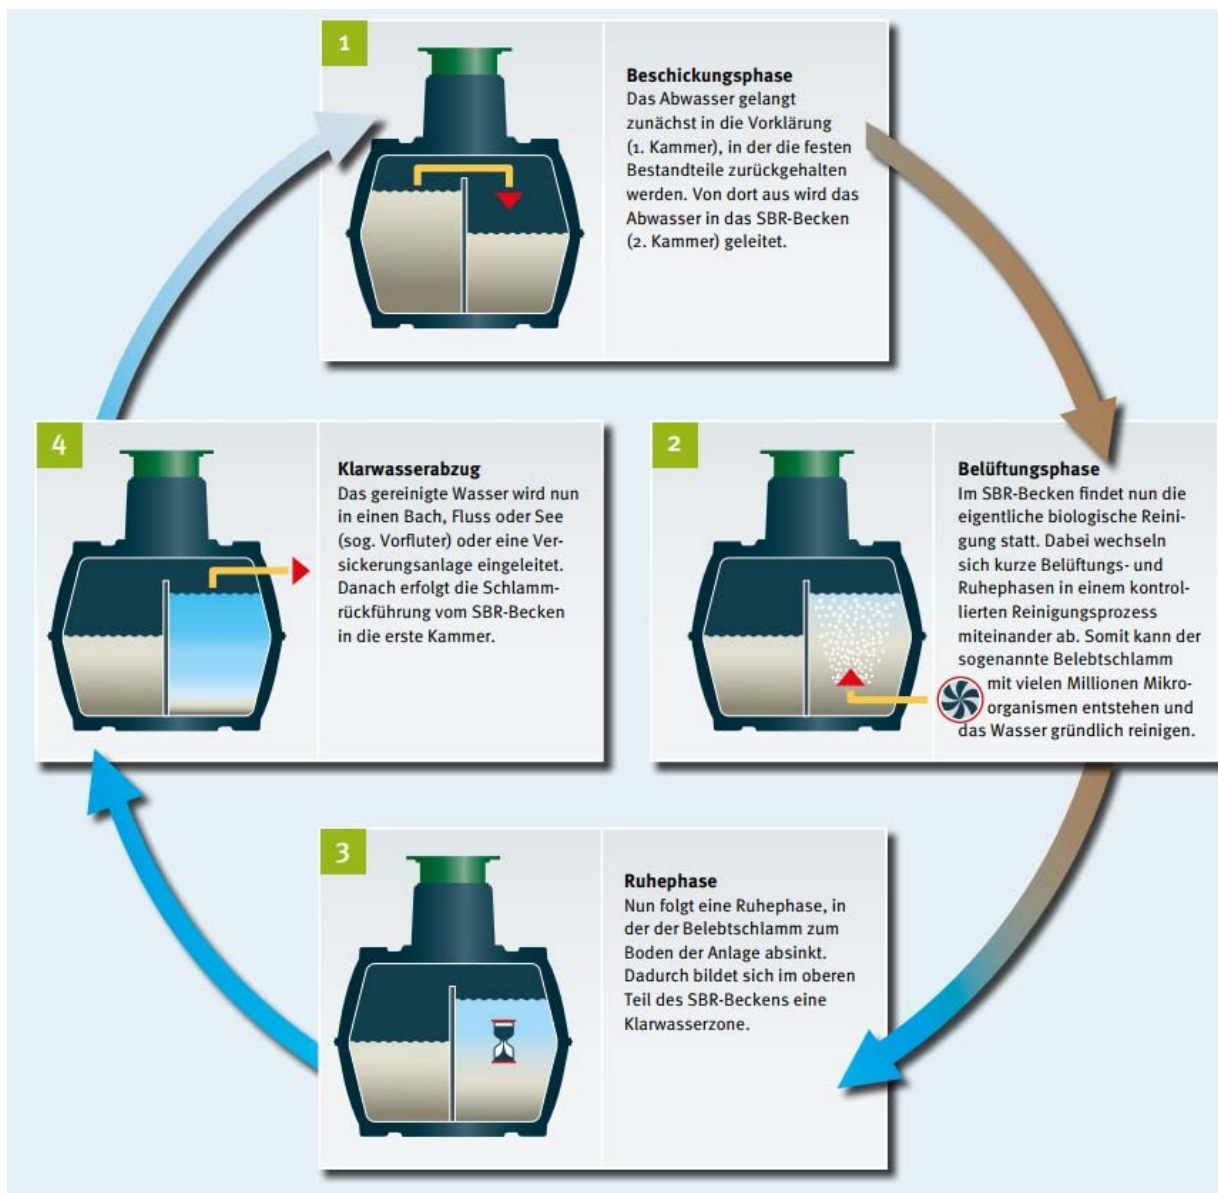 1
Beschickungsphase
Das Abwasser gelangt
zunächst in die Vorklärung
(1. Kammer), in der die festen
Bestandteile zurückgehalten
werden. Von dort aus wird das
Abwasser in das SBR-Becken
(2. Kammer) geleitet.
2
Belüftungsphase
Im SBR-Becken findet nun die
eigentliche biologische Reini-
gung statt. Dabei wechseln
sich kurze Belüftungs- und
Ruhephasen in einem kontrol-
lierten Reinigungsprozess
miteinander ab. Somit kann der
sogenannte Belebtschlamm
mit vielen Millionen Mikro-
organismen entstehen und
das Wasser gründlich reinigen.
3
Ruhephase
Nun folgt eine Ruhephase, in
der der Belebtschlamm zum
Boden der Anlage absinkt.
Dadurch bildet sich im oberen
Teil des SBR-Beckens eine
Klarwasserzone.
4
Klarwasserabzug
Das gereinigte Wasser wird nun
in einen Bach, Fluss oder See
(sog. Vorfluter) oder eine Ver-
sickerungsanlage eingeleitet.
Danach erfolgt die Schlamm-
rückführung vom SBR-Becken
in die erste Kammer.